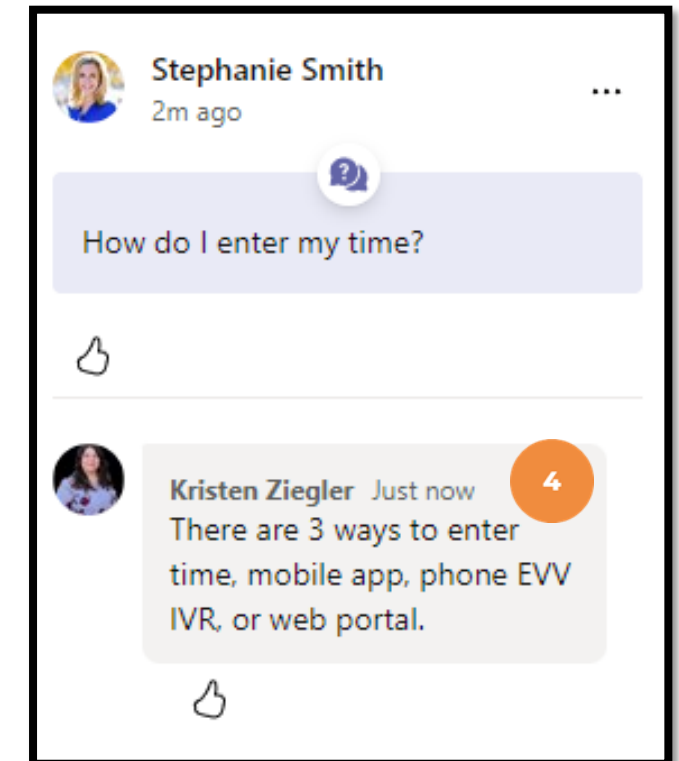 Stephanie Smith
2m ago
...
?
How do I enter my time?
Kristen Ziegler Just now
4
There are 3 ways to enter
time, mobile app, phone EVV
IVR, or web portal.